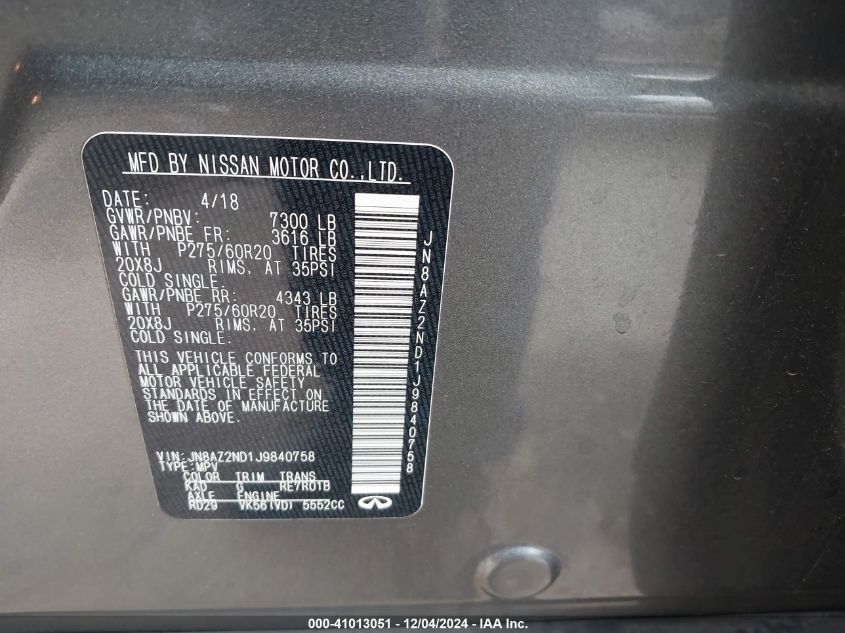 MFD BY NISSAN MOTOR CO.,LTD.
DATE: 4/18
GVWR/PNBV: 7300 LB
GAWR/PNBE FR: 3616 LB
WITH P275/60R20 TIRES
20X8J RIMS, AT 35PSI
COLD SINGLE.
GAWR/PNBE RR: 4343 LB
WITH P275/60R20 TIRES
20X8J RIMS, AT 35PSI
COLD SINGLE.
THIS VEHICLE CONFORMS TO
ALL APPLICABLE FEDERAL
MOTOR VEHICLE SAFETY
STANDARDS IN EFFECT ON
THE DATE OF MANUFACTURE
SHOWN ABOVE.
VIN:JN8AZ2ND1J9840758
TYPE:MPV
COLOR TRIM TRANS
KAD G RE7R01B
AXLE ENGINE
RD29 VK56(VD) 5552CC
JN8AZ2ND1J9840758
000-41013051 - 12/04/2024 - IAA Inc.